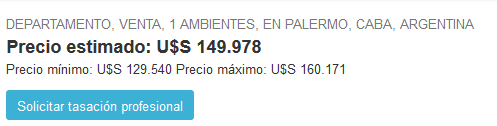 DEPARTAMENTO, VENTA, 1 AMBIENTES, EN PALERMO, CABA, ARGENTINA
Precio estimado: U$S 149.978
Precio mínimo: U$S 129.540 Precio máximo: U$S 160.171
Solicitar tasación profesional